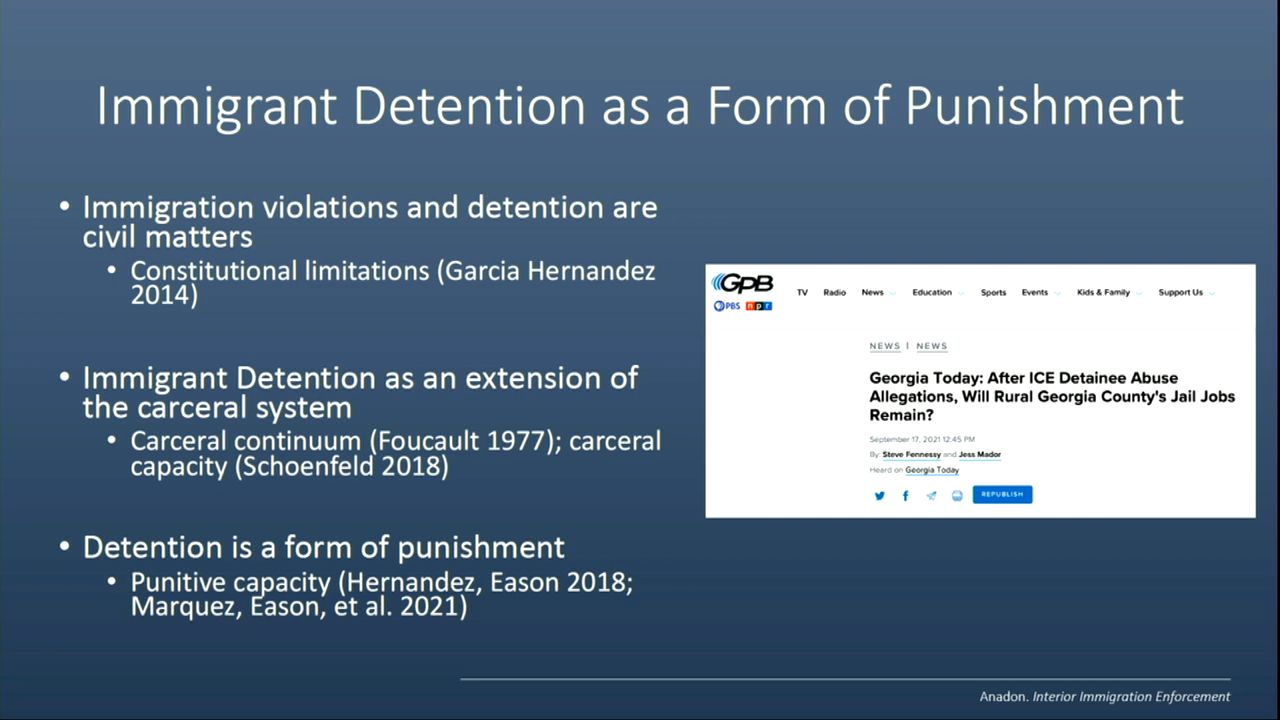 Immigrant Detention as a Form of Punishment
• Immigration violations and detention are
civil matters
• Constitutional limitations (Garcia Hernandez
2014)
• Immigrant Detention as an extension of
the carceral system
• Carceral continuum (Foucault 1977); carceral
capacity (Schoenfeld 2018)
• Detention is a form of punishment
• Punitive capacity (Hernandez, Eason 2018;
Marquez, Eason, et al. 2021)
GPB
PBS npr
TV Radio News Education Sports Events Kids & Family Support Us
NEWS | NEWS
Georgia Today: After ICE Detainee Abuse
Allegations, Will Rural Georgia County's Jail Jobs
Remain?
September 17, 2021 12:45 PM
By: Steve Fennessy and Jess Mador
Heard on Georgia Today
REPUBLISH
Anadon. Interior Immigration Enforcement